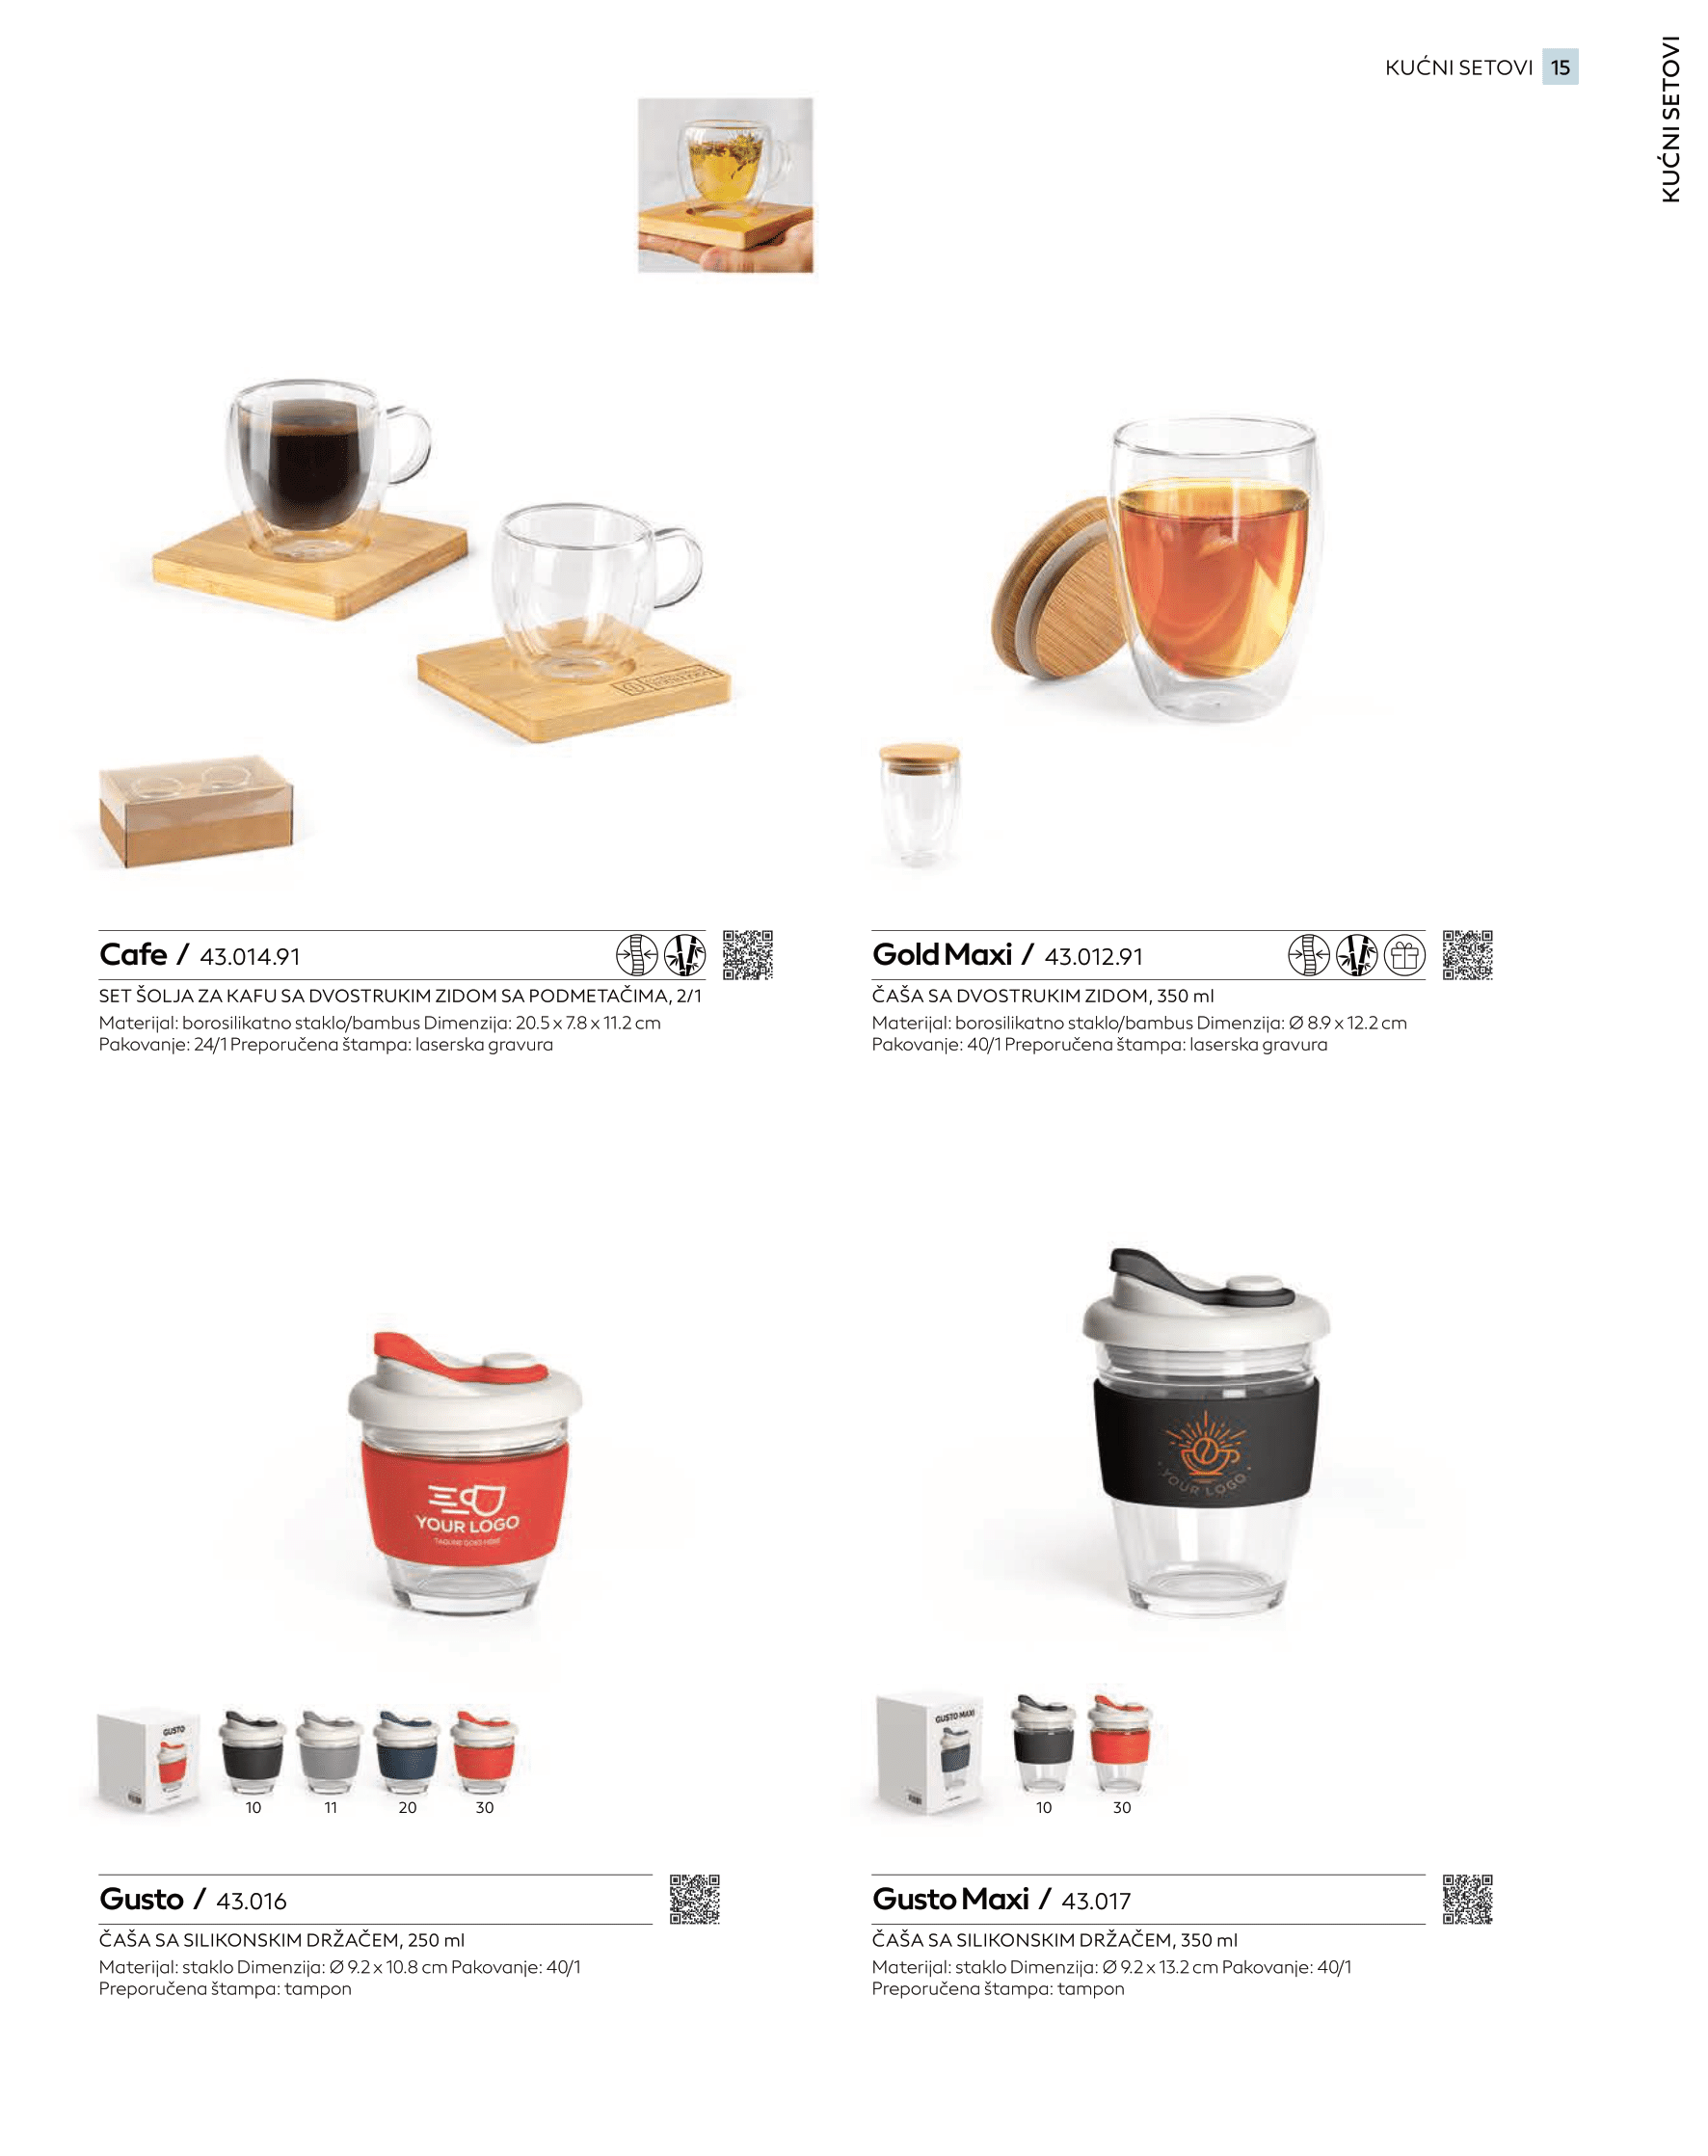 KUĆNI SETOVI 15
KUĆNI SETOVI
Cafe / 43.014.91
SET ŠOLJA ZA KAFU SA DVOSTRUKIM ZIDOM SA PODMETAČIMA, 2/1
Materijal: borosilikatno staklo/bambus Dimenzija: 20.5 x 7.8 x 11.2 cm
Pakovanje: 24/1 Preporučena štampa: laserska gravura
Gold Maxi / 43.012.91
ČAŠA SA DVOSTRUKIM ZIDOM, 350 ml
Materijal: borosilikatno staklo/bambus Dimenzija: Ø 8.9 x 12.2 cm
Pakovanje: 40/1 Preporučena štampa: laserska gravura
YOUR LOGO
TAGLINE GOES HERE
YOUR LOGO
GUSTO
10 11 20 30
GUSTO MAXI
10 30
Gusto / 43.016
ČAŠA SA SILIKONSKIM DRŽAČEM, 250 ml
Materijal: staklo Dimenzija: Ø 9.2 x 10.8 cm Pakovanje: 40/1
Preporučena štampa: tampon
Gusto Maxi / 43.017
ČAŠA SA SILIKONSKIM DRŽAČEM, 350 ml
Materijal: staklo Dimenzija: Ø 9.2 x 13.2 cm Pakovanje: 40/1
Preporučena štampa: tampon